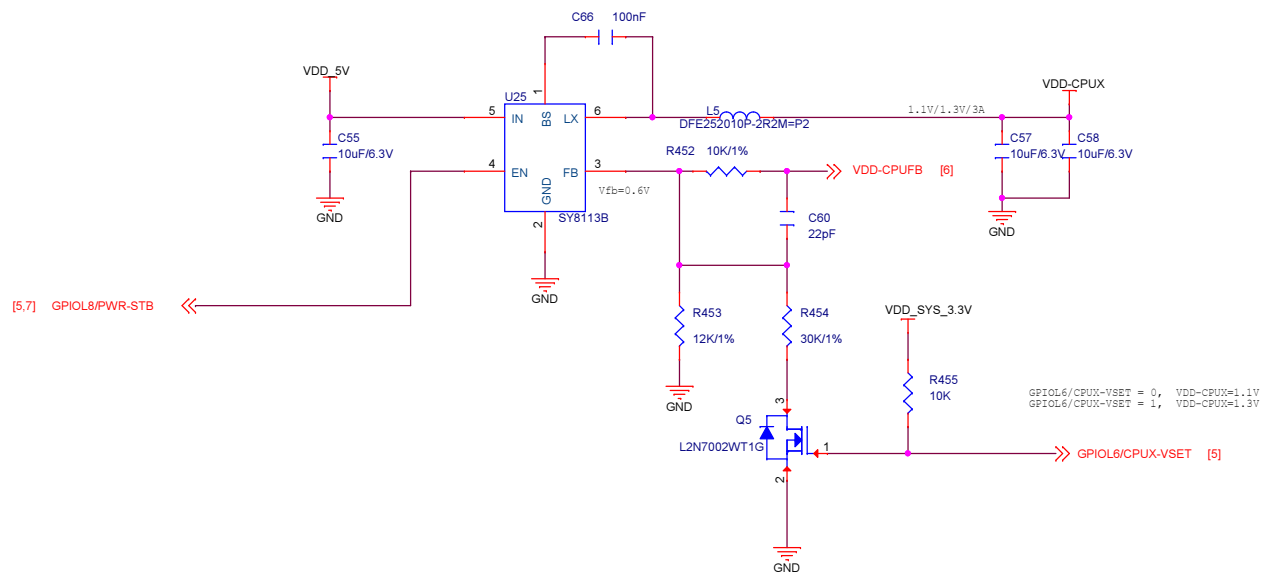 C66 100nF
VDD_5V
VDD-CPUX
U25
1
5 IN BS LX 6
L5
DFE252010P-2R2M=P2
1.1V/1.3V/3A
C55
10uF/6.3V
C57
10uF/6.3V
C58
10uF/6.3V
R452 10K/1%
4 EN GND FB 3
VDD-CPUFB [6]
Vfb=0.6V
GND
SY8113B
2
C60
22pF
GND
GND
[5,7] GPIOL8/PWR-STB
R453
12K/1%
R454
30K/1%
VDD_SYS_3.3V
R455
10K
GPIOL6/CPUX-VSET = 0, VDD-CPUX=1.1V
GPIOL6/CPUX-VSET = 1, VDD-CPUX=1.3V
GND
3
Q5
L2N7002WT1G
1
GPIOL6/CPUX-VSET [5]
2
GND